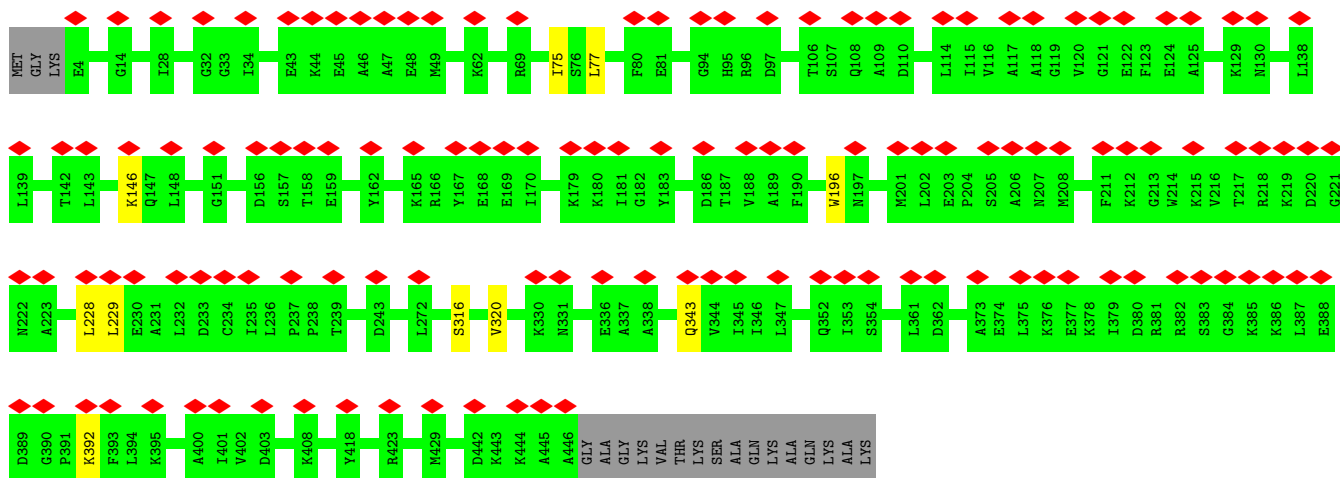 MET GLY LYS E4 G14 I28 G32 G33 I34 E43 K44 E45 A46 A47 E48 M49 K62 R69 I75 S76 L77 F80 E81 G94 H95 R96 D97 T106 S107 Q108 A109 D110 L114 I115 V116 A117 A118 G119 V120 G121 E122 F123 E124 A125 K129 N130 L138
L139 T142 L143 K146 Q147 L148 G151 D156 S157 T158 E159 Y162 K165 R166 Y167 E168 E169 I170 K179 K180 I181 G182 Y183 D186 T187 V188 A189 F190 W196 N197 M201 L202 E203 P204 S205 A206 N207 M208 F211 K212 G213 W214 K215 V216 T217 R218 K219 D220 G221
N222 A223 L228 L229 E230 A231 L232 D233 C234 I235 L236 P237 P238 T239 D243 L272 S316 V320 K330 N331 E336 A337 A338 Q343 V344 I345 I346 L347 Q352 I353 S354 L361 D362 A373 E374 L375 K376 E377 K378 I379 D380 R381 R382 S383 G384 K385 K386 L387 E388
D389 G390 P391 K392 F393 L394 K395 A400 I401 V402 D403 K408 Y418 R423 M429 D442 K443 K444 A445 A446 GLY ALA GLY LYS VAL THR LYS SER ALA GLN LYS ALA GLN LYS ALA LYS